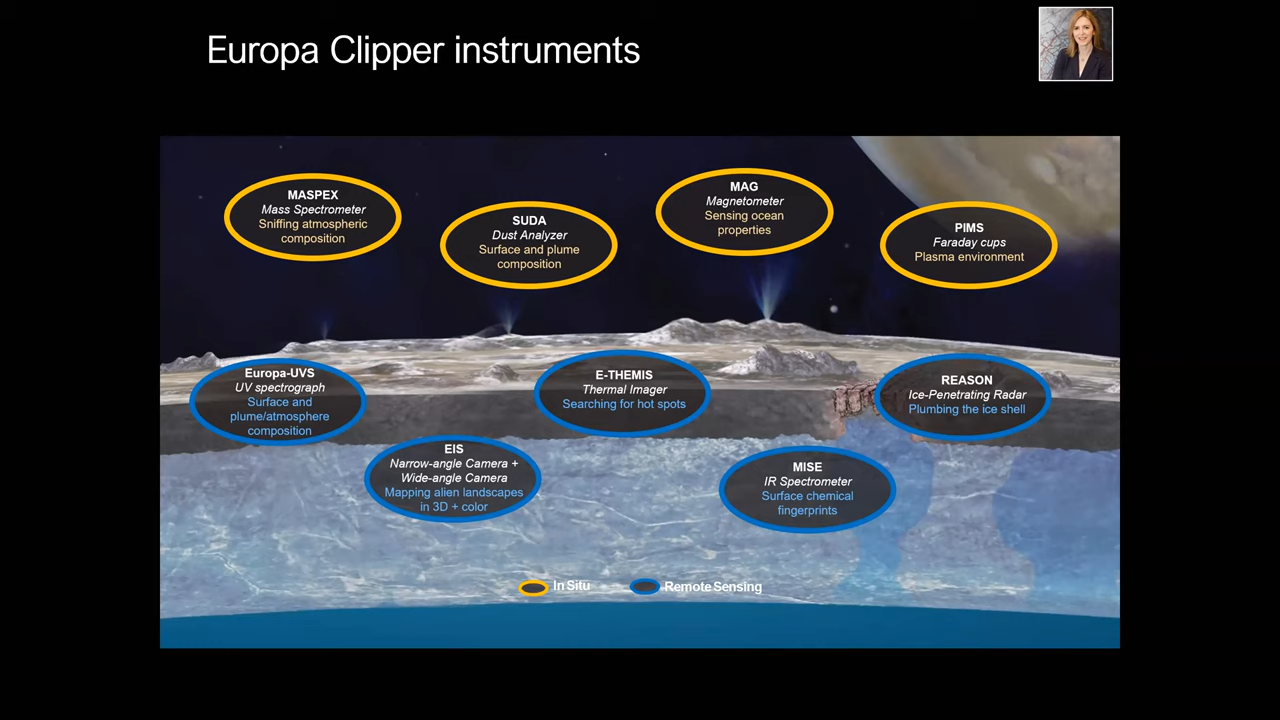 Europa Clipper instruments
MASPEX
Mass Spectrometer
Sniffing atmospheric
composition
SUDA
Dust Analyzer
Surface and plume
composition
MAG
Magnetometer
Sensing ocean
properties
PIMS
Faraday cups
Plasma environment
Europa-UVS
UV spectrograph
Surface and
plume/atmosphere
composition
E-THEMIS
Thermal Imager
Searching for hot spots
REASON
Ice-Penetrating Radar
Plumbing the ice shell
EIS
Narrow-angle Camera +
Wide-angle Camera
Mapping alien landscapes
in 3D + color
MISE
IR Spectrometer
Surface chemical
fingerprints
In Situ
Remote Sensing